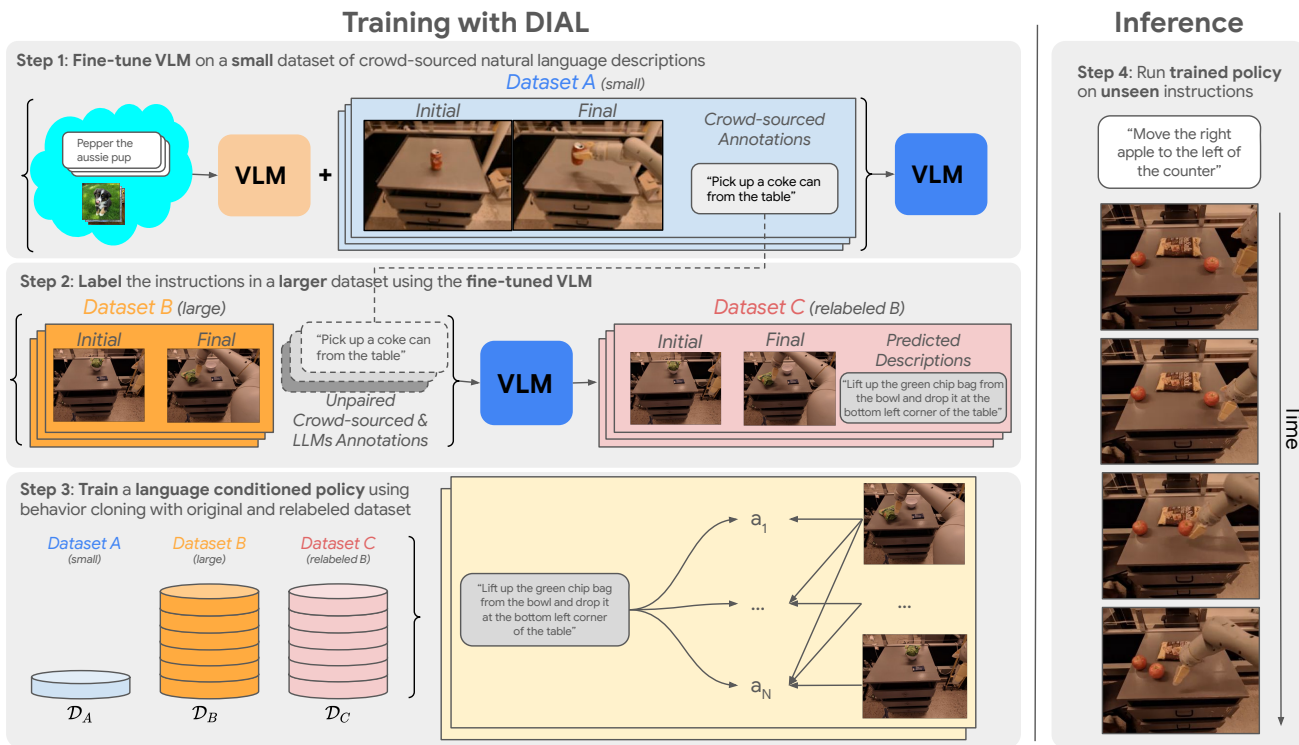 Training with DIAL
Step 1: Fine-tune VLM on a small dataset of crowd-sourced natural language descriptions
Dataset A (small)
Initial
Final
Crowd-sourced
Annotations
Pepper the
aussie pup
VLM
+
"Pick up a coke can
from the table"
VLM
Step 2: Label the instructions in a larger dataset using the fine-tuned VLM
Dataset B (large)
Initial
Final
"Pick up a coke can
from the table"
Unpaired
Crowd-sourced &
LLMs Annotations
VLM
Dataset C (relabeled B)
Initial
Final
Predicted
Descriptions
"Lift up the green chip bag from
the bowl and drop it at the
bottom left corner of the table"
Step 3: Train a language conditioned policy using
behavior cloning with original and relabeled dataset
Dataset A
(small)
Dataset B
(large)
Dataset C
(relabeled B)
𝒟A
𝒟B
𝒟C
"Lift up the green chip bag
from the bowl and drop it
at the bottom left corner
of the table"
a1
...
aN
...
Inference
Step 4: Run trained policy
on unseen instructions
"Move the right
apple to the left of
the counter"
Time